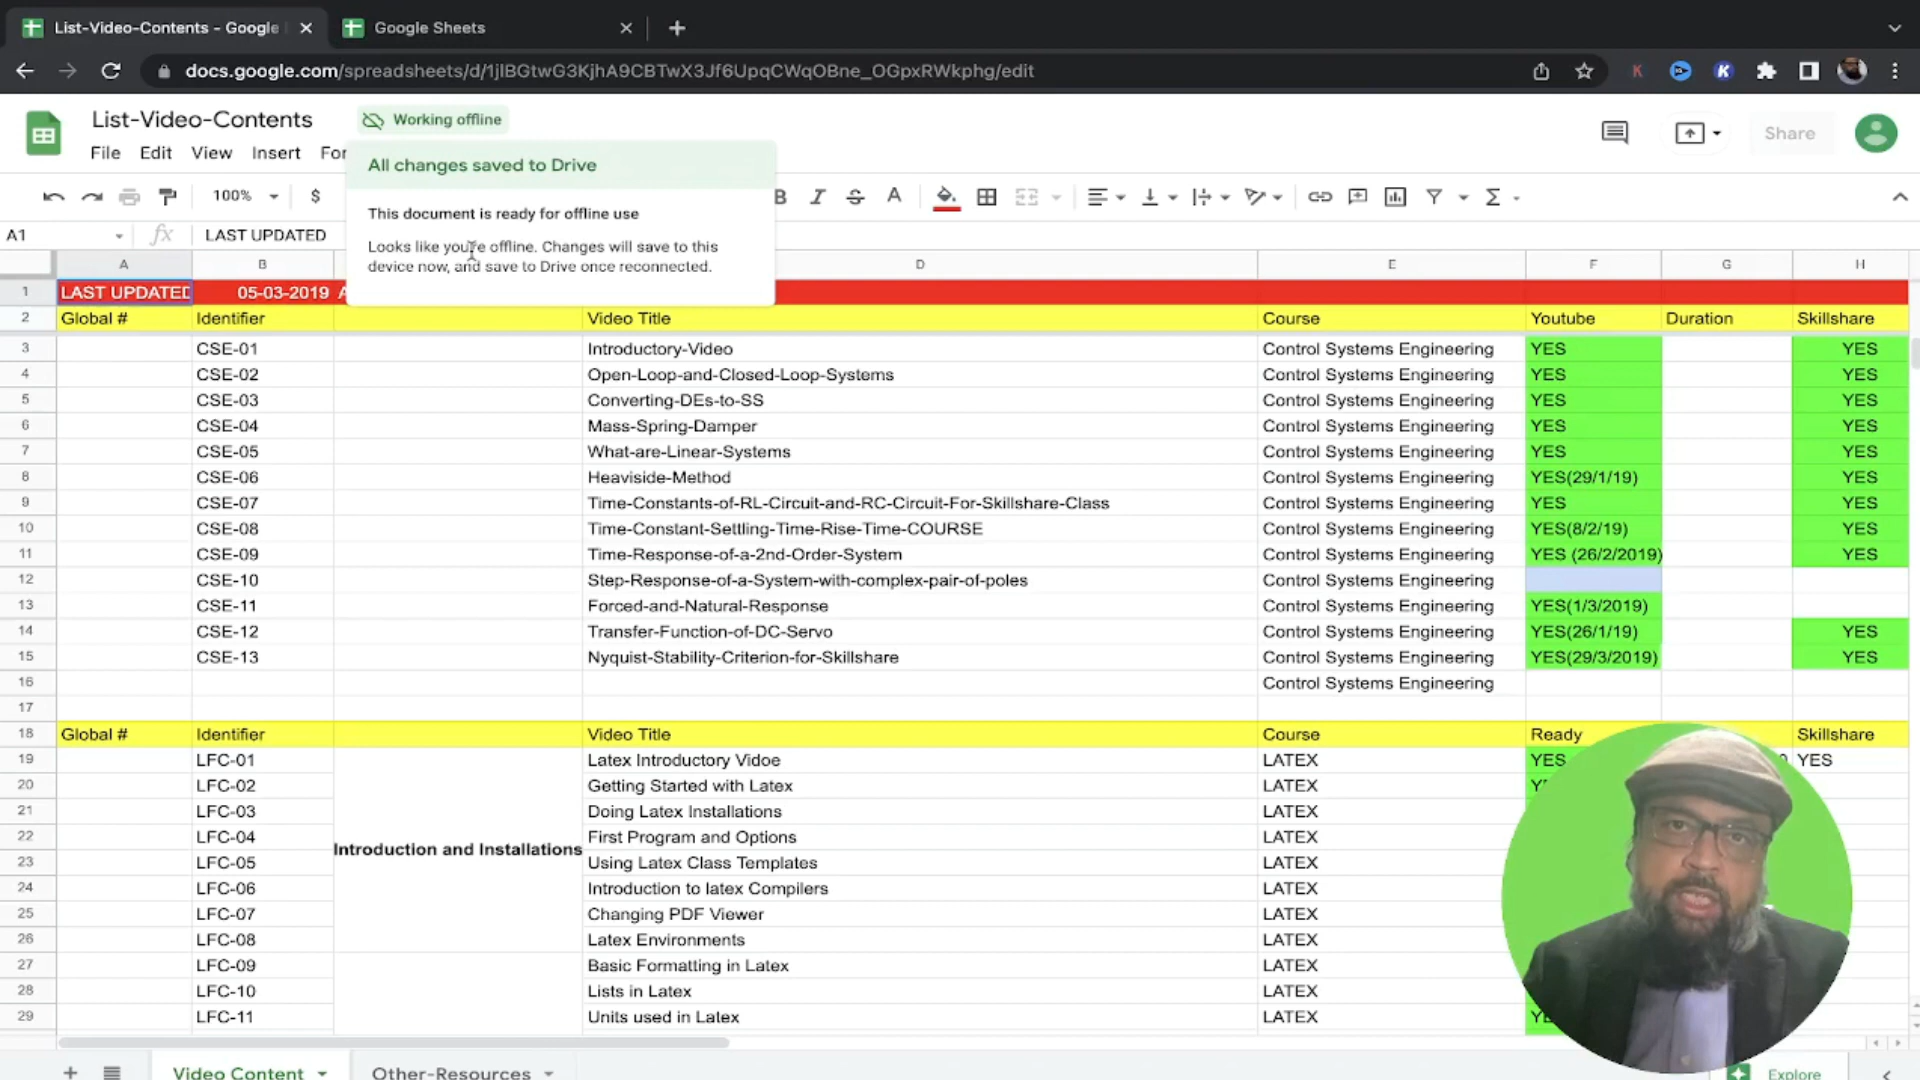 List-Video-Contents - Google
Google Sheets
docs.google.com/spreadsheets/d/1jlBGtwG3KjhA9CBTwX3Jf6UpqCWqOBne_OGpxRWkphg/edit
List-Video-Contents
Working offline
Share
File Edit View Insert For
All changes saved to Drive
This document is ready for offline use
Looks like you're offline. Changes will save to this
device now, and save to Drive once reconnected.
100% $
A1 fx LAST UPDATED
A B D E F G H
1 LAST UPDATED 05-03-2019 A
2 Global # Identifier Video Title Course Youtube Duration Skillshare
3 CSE-01 Introductory-Video Control Systems Engineering YES YES
4 CSE-02 Open-Loop-and-Closed-Loop-Systems Control Systems Engineering YES YES
5 CSE-03 Converting-DEs-to-SS Control Systems Engineering YES YES
6 CSE-04 Mass-Spring-Damper Control Systems Engineering YES YES
7 CSE-05 What-are-Linear-Systems Control Systems Engineering YES YES
8 CSE-06 Heaviside-Method Control Systems Engineering YES(29/1/19) YES
9 CSE-07 Time-Constants-of-RL-Circuit-and-RC-Circuit-For-Skillshare-Class Control Systems Engineering YES YES
10 CSE-08 Time-Constant-Settling-Time-Rise-Time-COURSE Control Systems Engineering YES(8/2/19) YES
11 CSE-09 Time-Response-of-a-2nd-Order-System Control Systems Engineering YES (26/2/2019) YES
12 CSE-10 Step-Response-of-a-System-with-complex-pair-of-poles Control Systems Engineering
13 CSE-11 Forced-and-Natural-Response Control Systems Engineering YES(1/3/2019)
14 CSE-12 Transfer-Function-of-DC-Servo Control Systems Engineering YES(26/1/19) YES
15 CSE-13 Nyquist-Stability-Criterion-for-Skillshare Control Systems Engineering YES(29/3/2019) YES
16 Control Systems Engineering
17
18 Global # Identifier Video Title Course Ready Skillshare
19 LFC-01 Latex Introductory Vidoe LATEX YES YES
20 LFC-02 Getting Started with Latex LATEX
21 LFC-03 Doing Latex Installations LATEX
22 LFC-04 First Program and Options LATEX
Introduction and Installations
23 LFC-05 Using Latex Class Templates LATEX
24 LFC-06 Introduction to latex Compilers LATEX
25 LFC-07 Changing PDF Viewer LATEX
26 LFC-08 Latex Environments LATEX
27 LFC-09 Basic Formatting in Latex LATEX
28 LFC-10 Lists in Latex LATEX
29 LFC-11 Units used in Latex LATEX
Video Content Other-Resources Explore